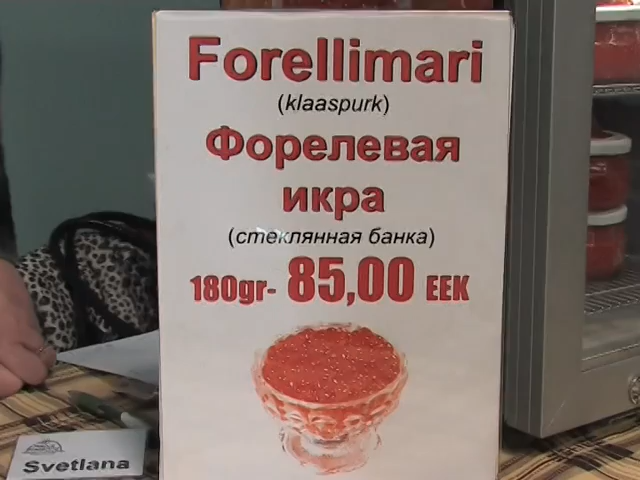 Forellimari
(klaaspurk)
Форелевая
икра
(стеклянная банка)
180gr- 85,00 EEK
Svetlana